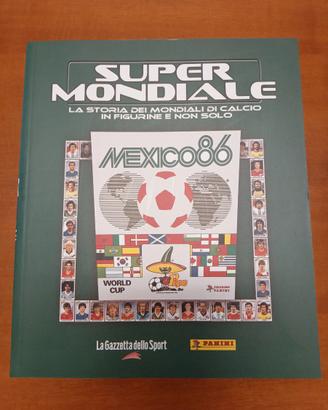 SUPER
MONDIALE
LA STORIA DEI MONDIALI DI CALCIO
IN FIGURINE E NON SOLO
MEXICO86
WORLD
CUP
FIGURINE
PANINI
La Gazzetta dello Sport
PANINI